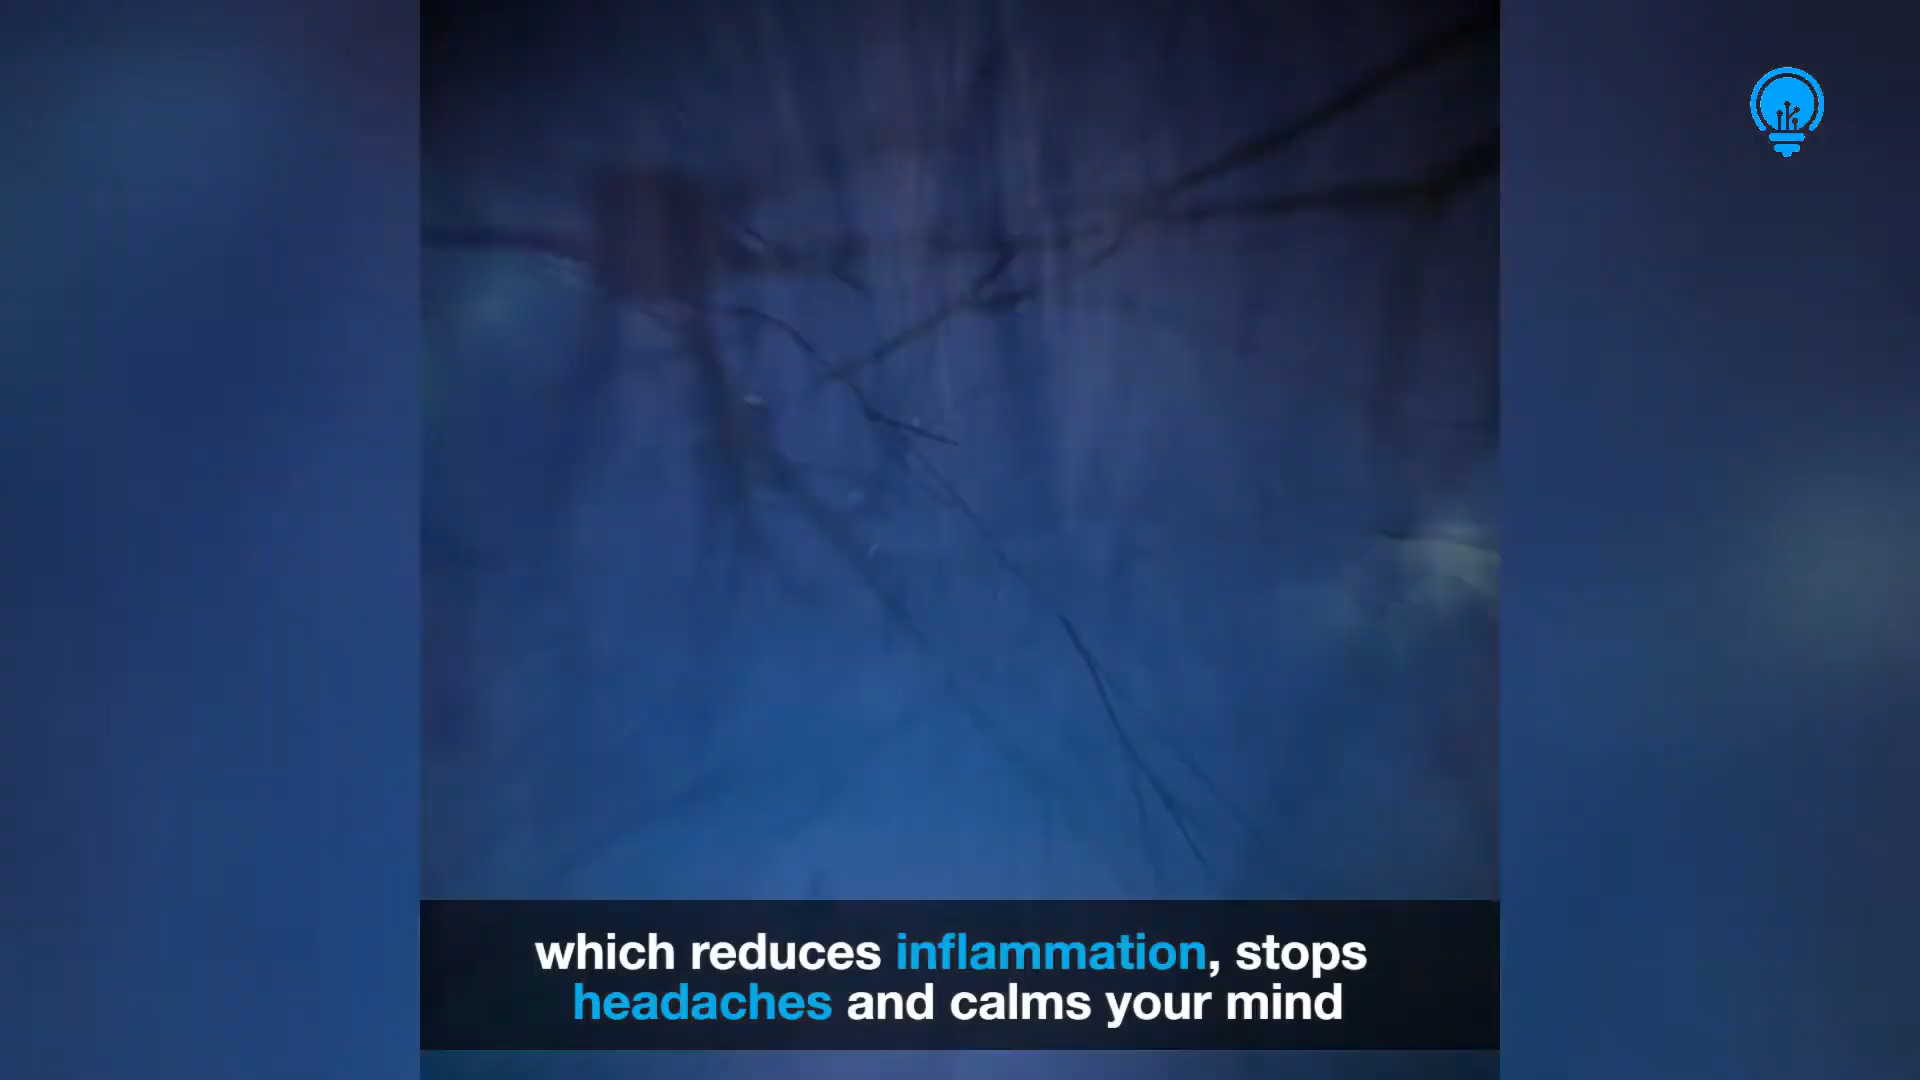 which reduces inflammation, stops
headaches and calms your mind